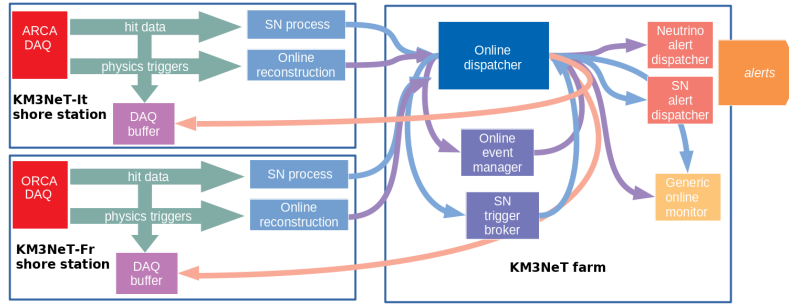 ARCA
DAQ
hit data
physics triggers
SN process
Online
reconstruction
KM3NeT-It
shore station
DAQ
buffer
ORCA
DAQ
hit data
physics triggers
SN process
Online
reconstruction
KM3NeT-Fr
shore station
DAQ
buffer
Online
dispatcher
Online
event
manager
SN
trigger
broker
KM3NeT farm
Neutrino
alert
dispatcher
SN
alert
dispatcher
alerts
Generic
online
monitor